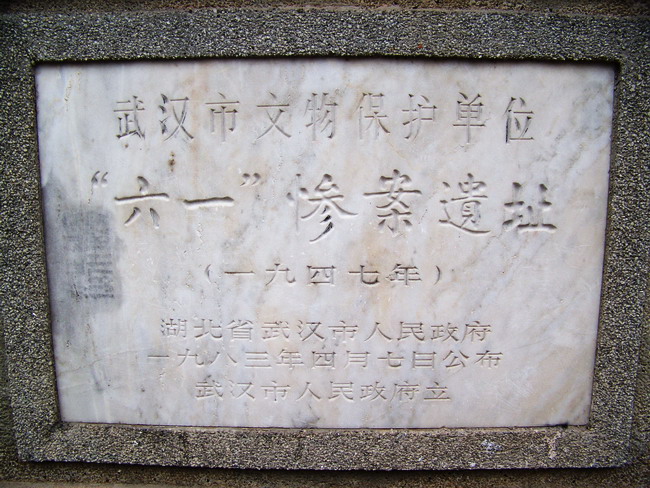 武汉市文物保护单位
“六一”惨案遗址
（一九四七年）
湖北省武汉市人民政府
一九八三年四月七日公布
武汉市人民政府立